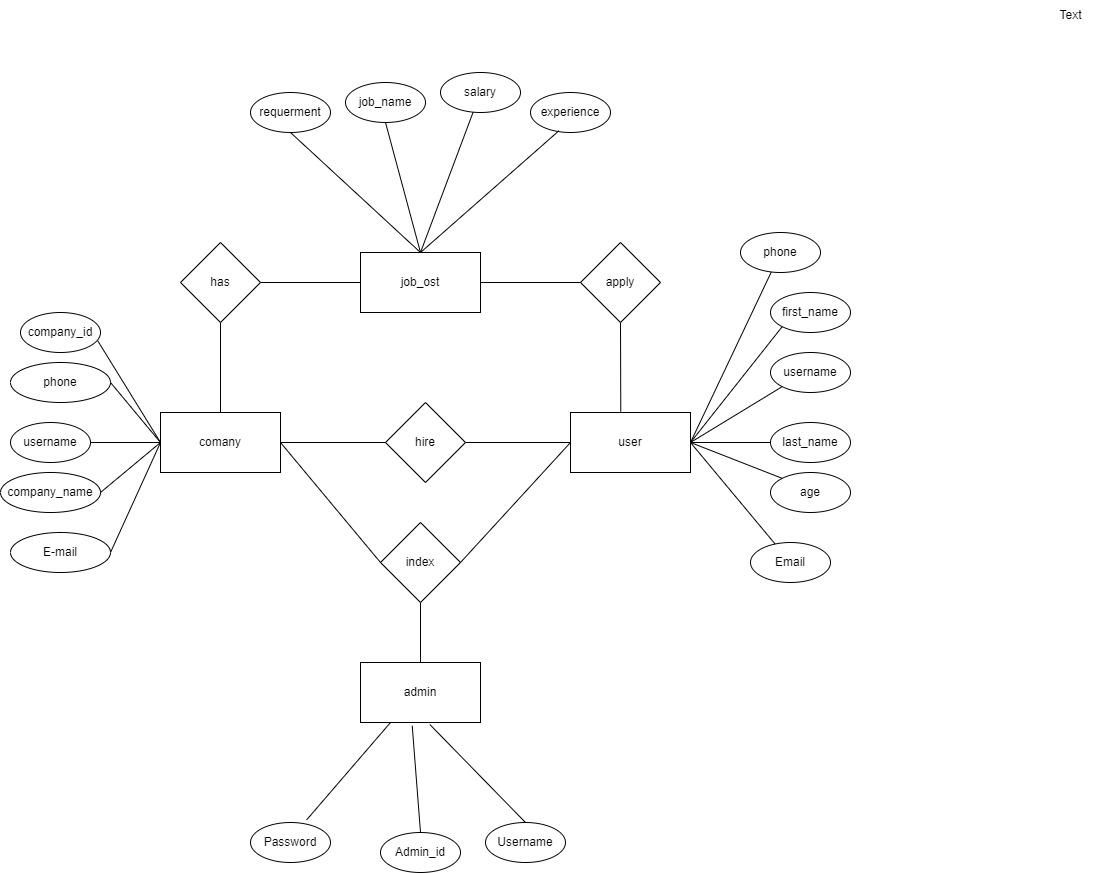 Text
salary
job_name
requerment
experience
phone
has
job_ost
apply
first_name
company_id
username
phone
username
comany
hire
user
last_name
company_name
age
E-mail
index
Email
admin
Password
Admin_id
Username